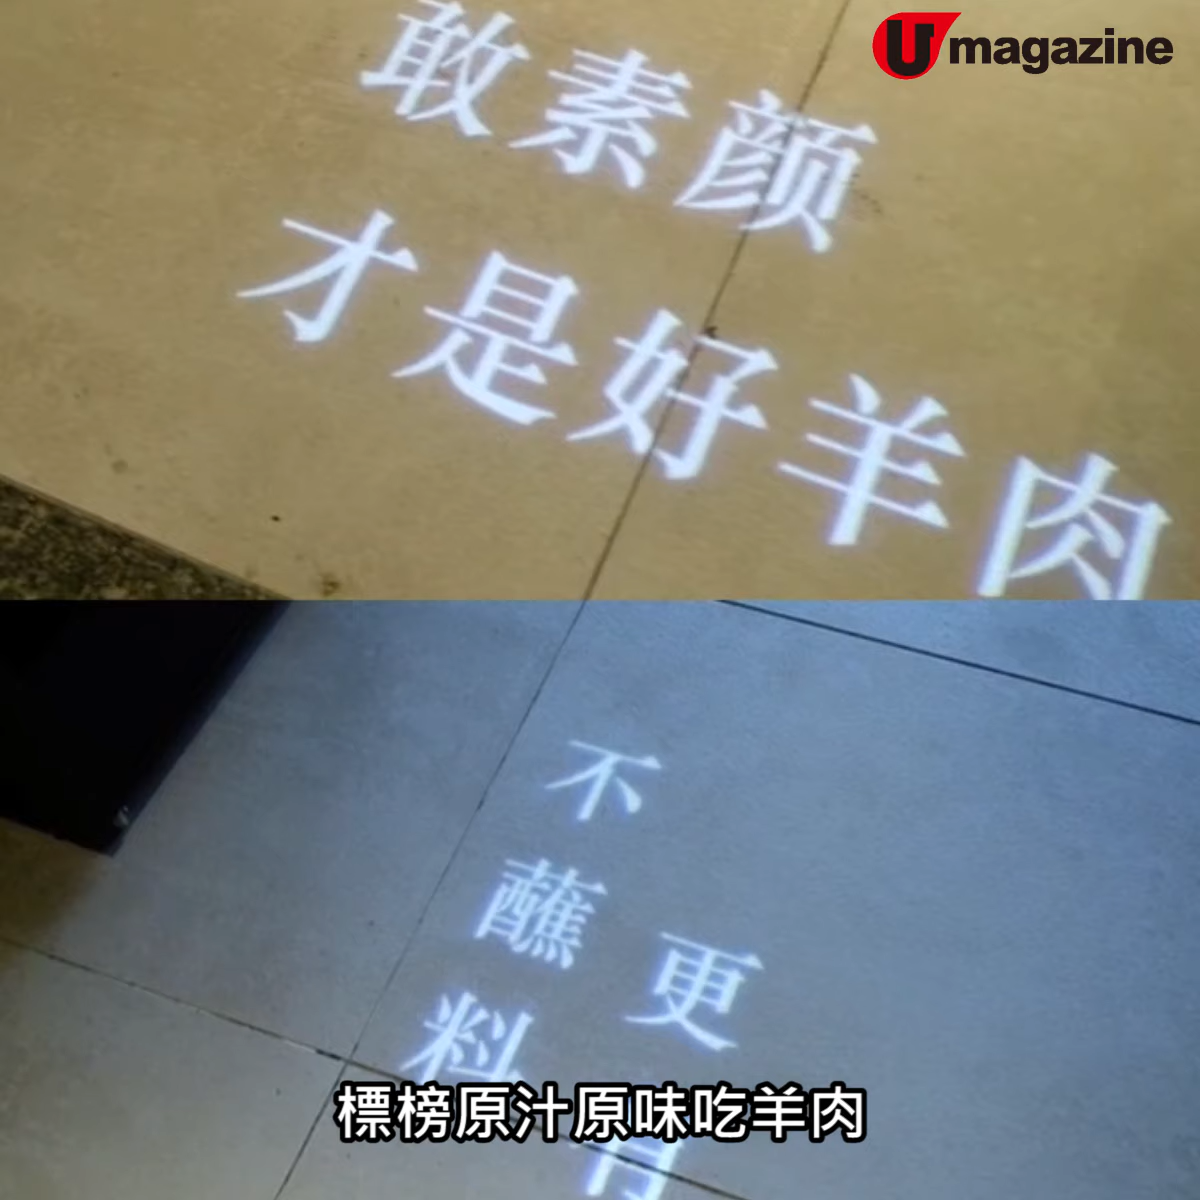 U magazine
敢素颜
才是好羊肉
不蘸料
更
標榜原汁原味吃羊肉